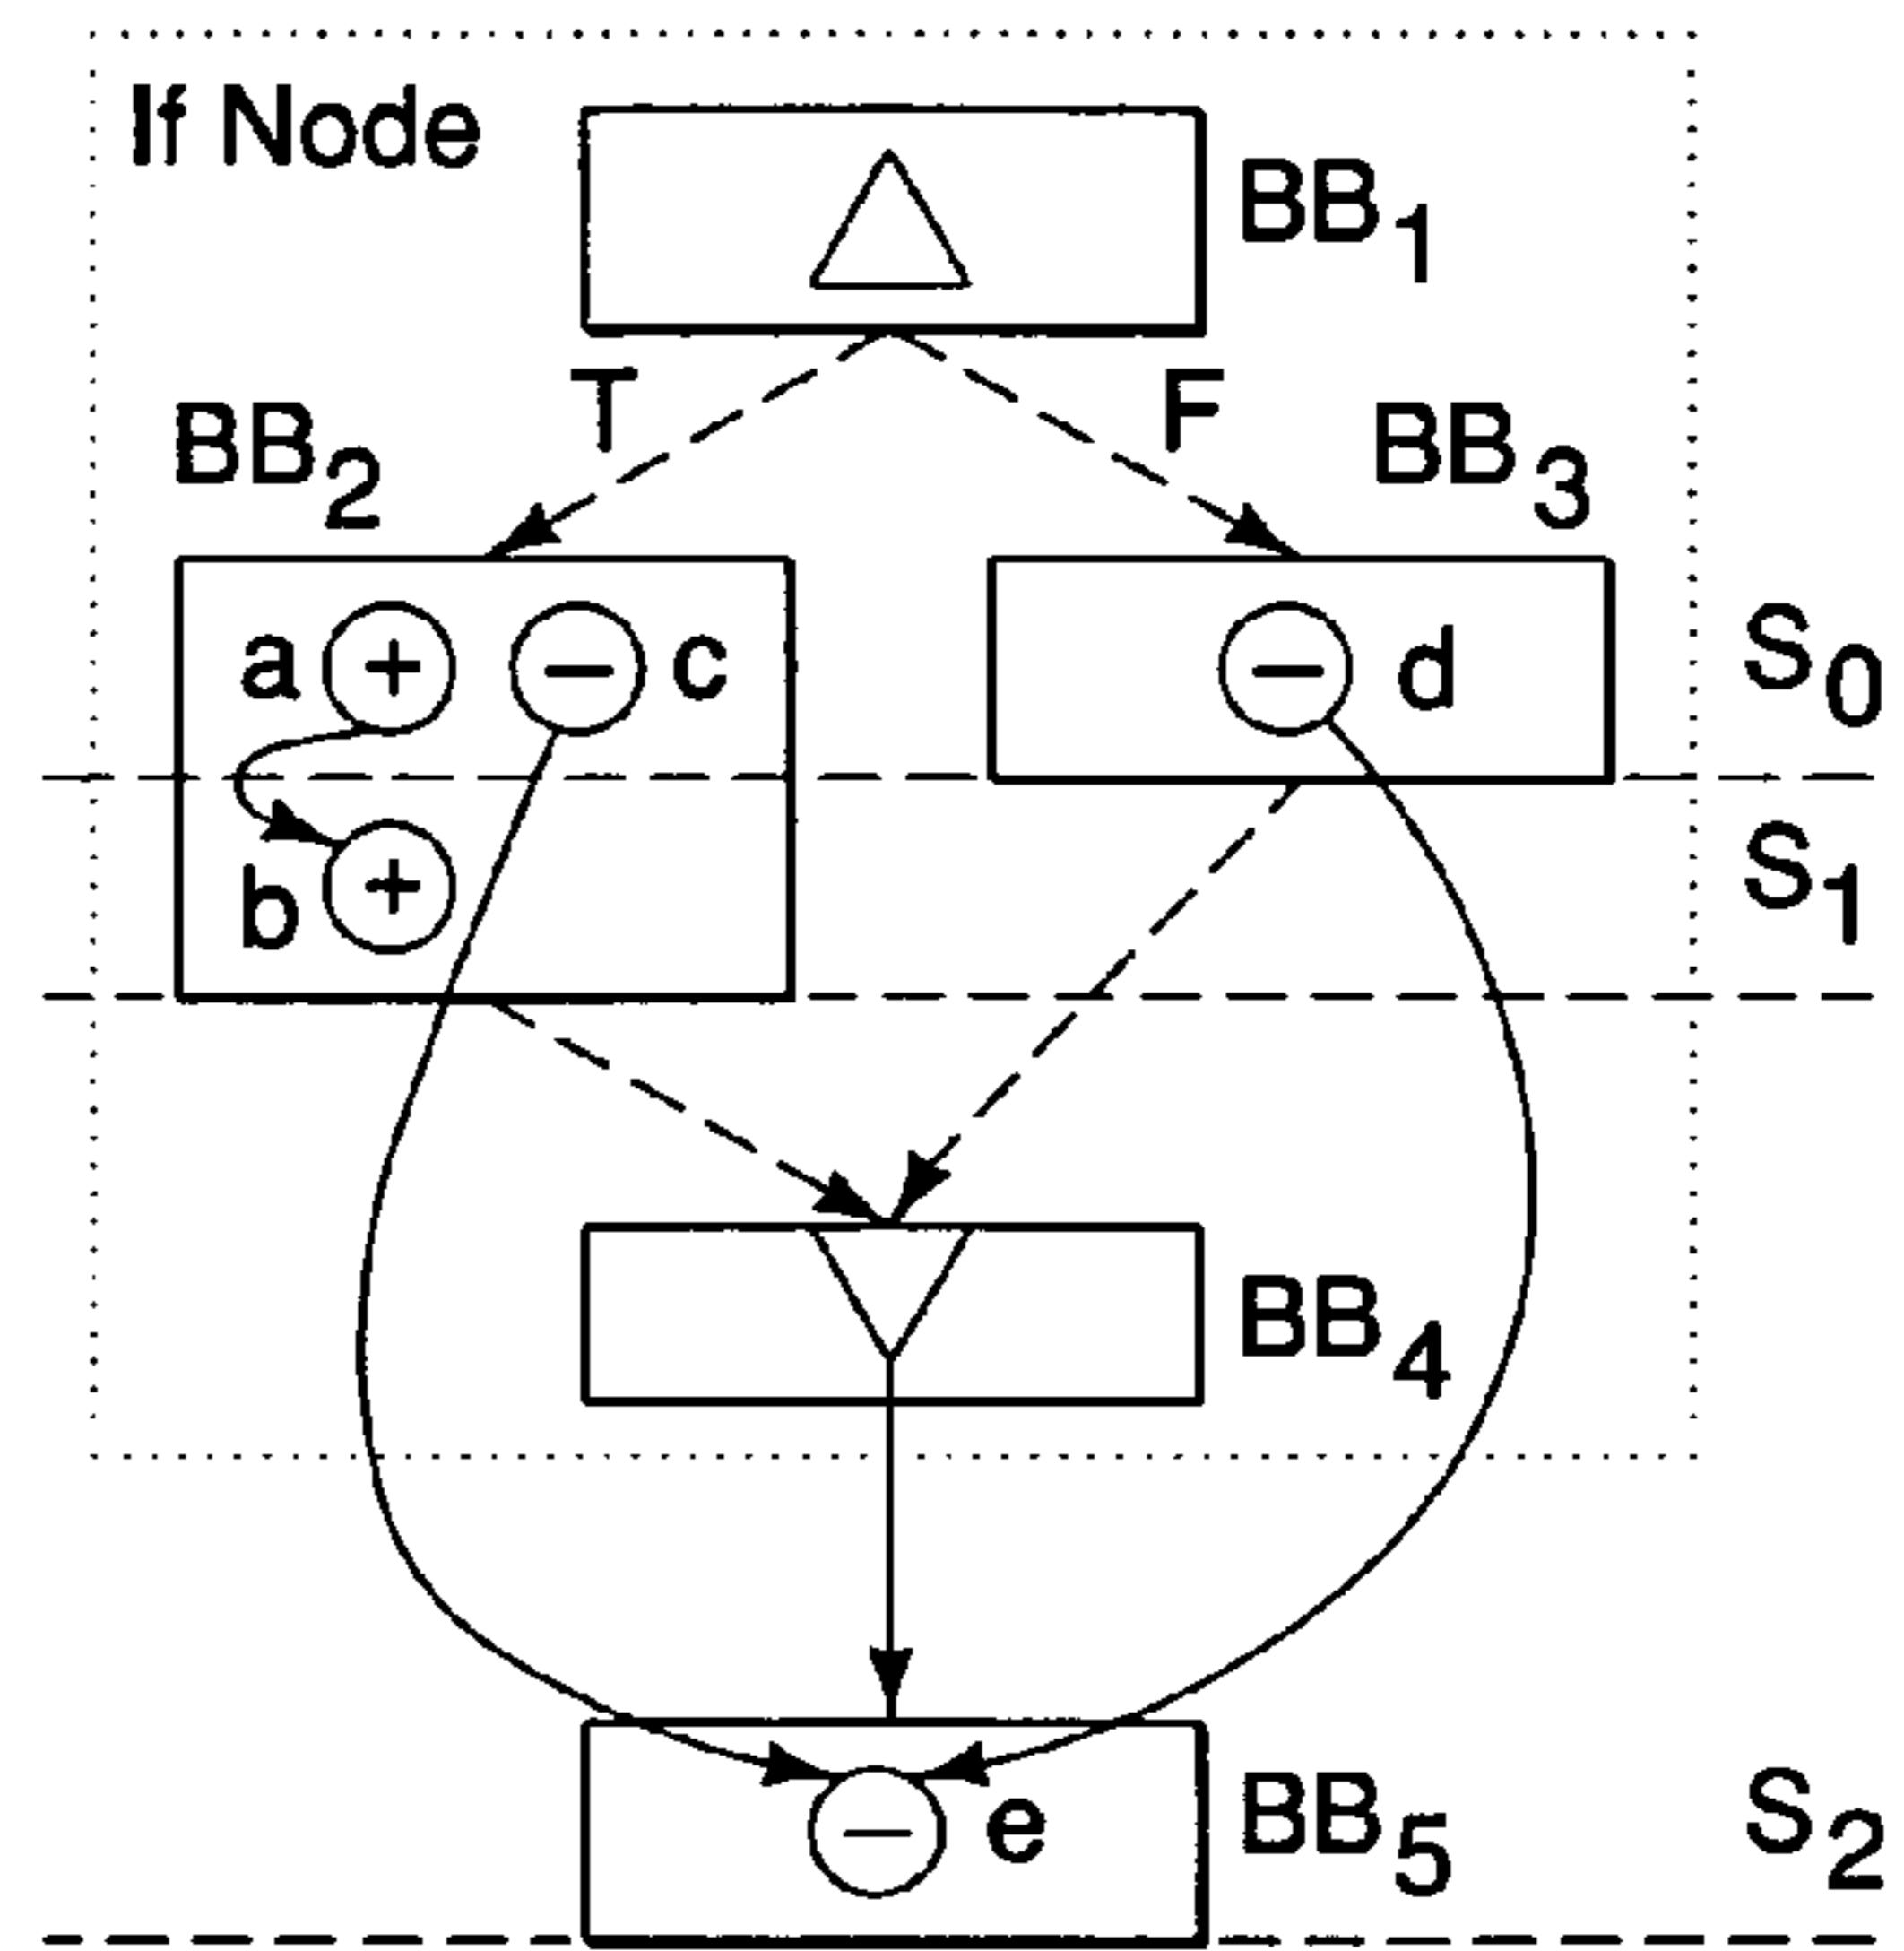 If Node
BB1
T F
BB2 BB3
a + − c − d S0
b + S1
BB4
− e BB5 S2